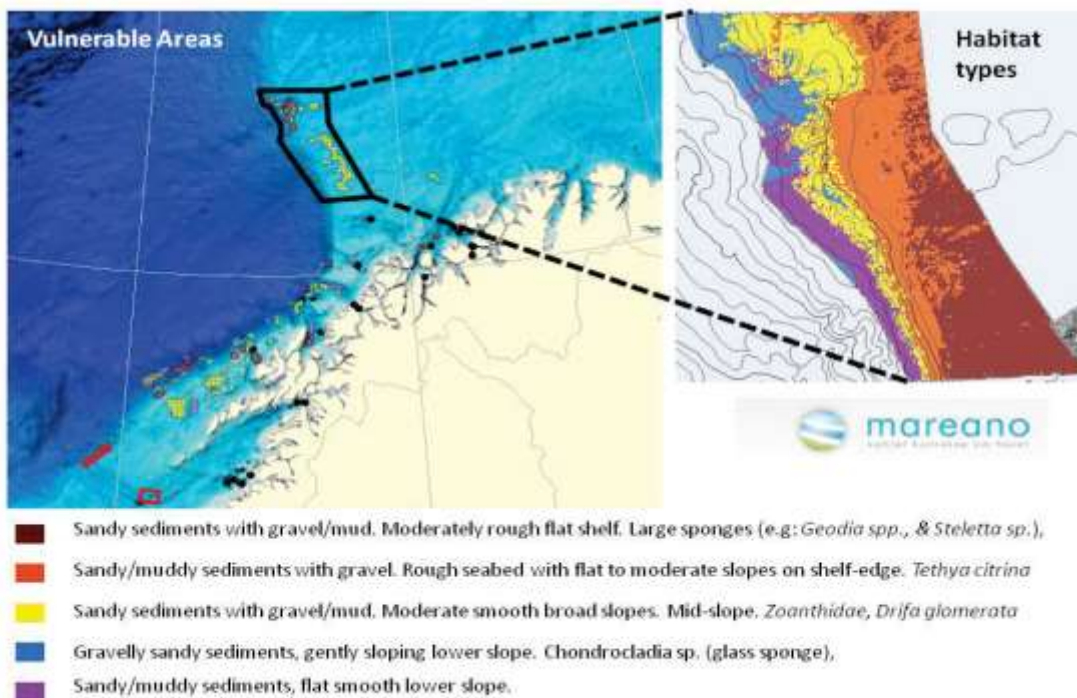 Vulnerable Areas
Habitat
types
mareano
Sandy sediments with gravel/mud. Moderately rough flat shelf. Large sponges (e.g: Geodia spp., & Steletta sp.),
Sandy/muddy sediments with gravel. Rough seabed with flat to moderate slopes on shelf-edge. Tethya citrina
Sandy sediments with gravel/mud. Moderate smooth broad slopes. Mid-slope. Zoanthidae, Drifa glomerata
Gravelly sandy sediments, gently sloping lower slope. Chondrocladia sp. (glass sponge),
Sandy/muddy sediments, flat smooth lower slope.